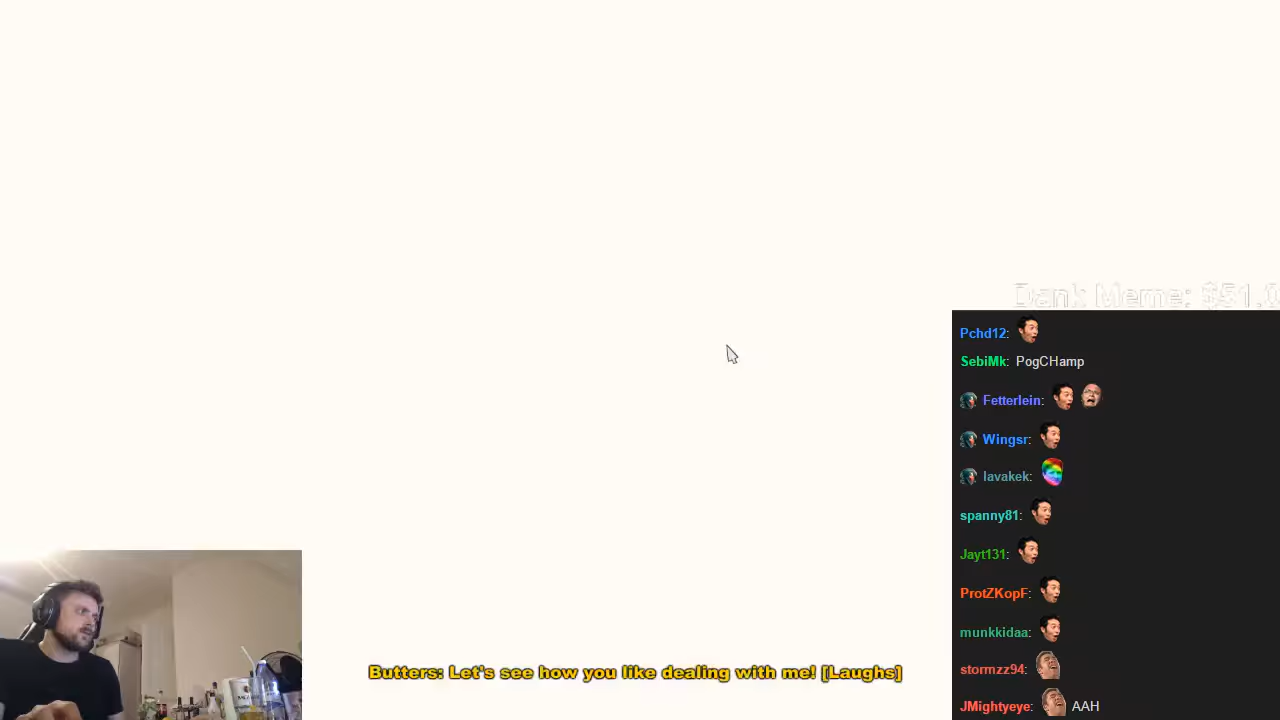 Dank Meme: $51.0
Pchd12:
SebiMk: PogCHamp
Fetterlein:
Wingsr:
lavakek:
spanny81:
Jayt131:
ProtZKopF:
munkkidaa:
stormzz94:
JMightyeye: AAH
Butters: Let's see how you like dealing with me! [Laughs]